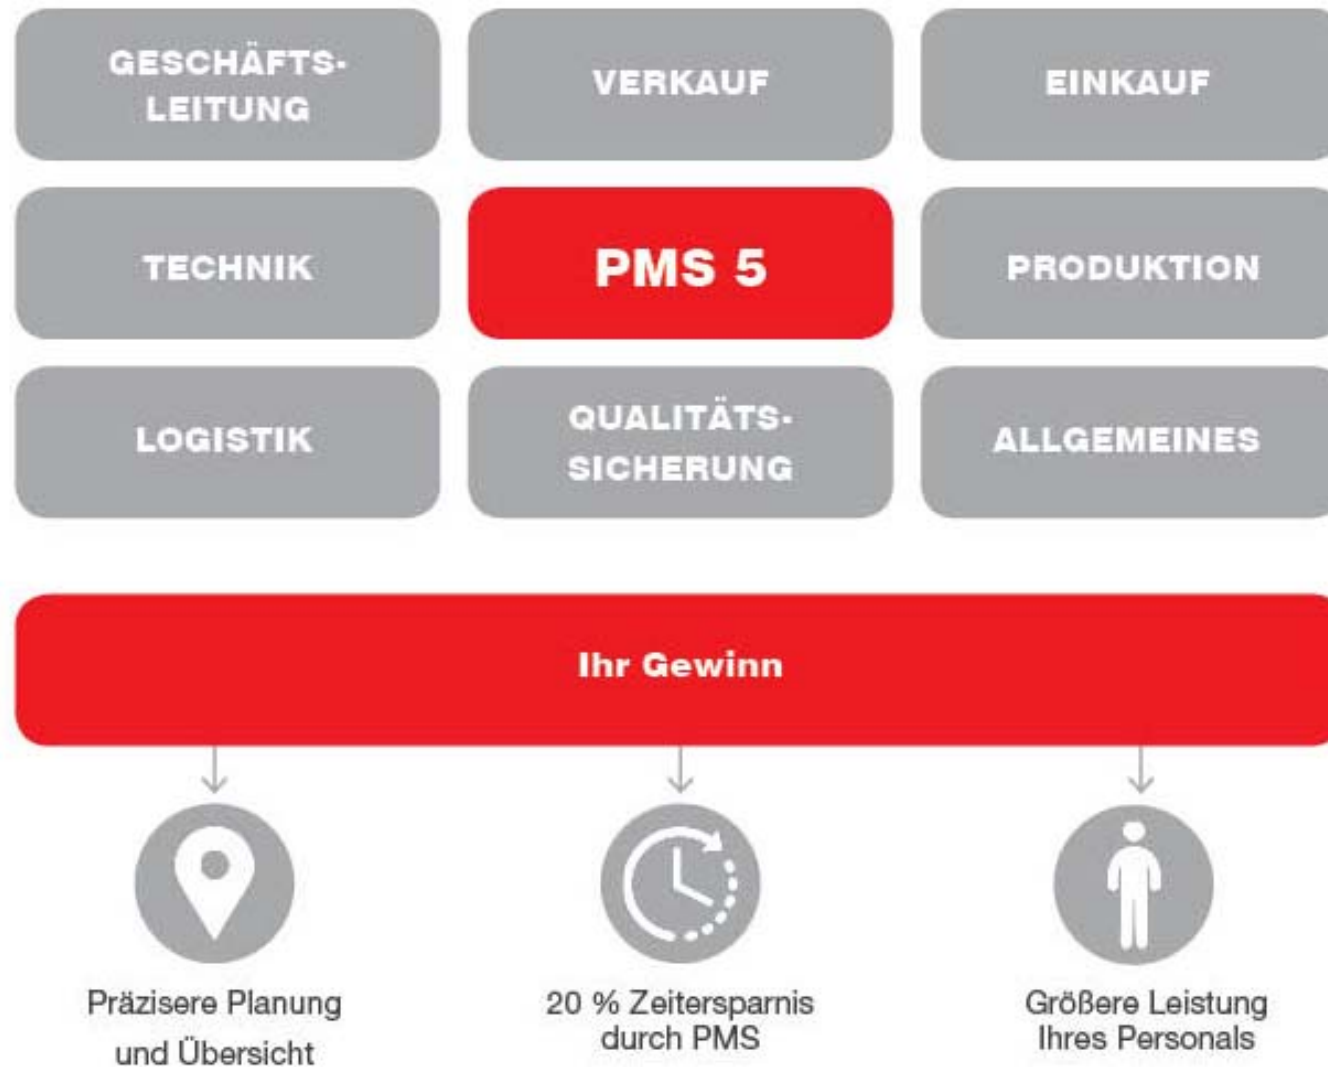 GESCHÄFTS-
LEITUNG
VERKAUF
EINKAUF
TECHNIK
PMS 5
PRODUKTION
LOGISTIK
QUALITÄTS-
SICHERUNG
ALLGEMEINES
Ihr Gewinn
Präzisere Planung
und Übersicht
20 % Zeitersparnis
durch PMS
Größere Leistung
Ihres Personals